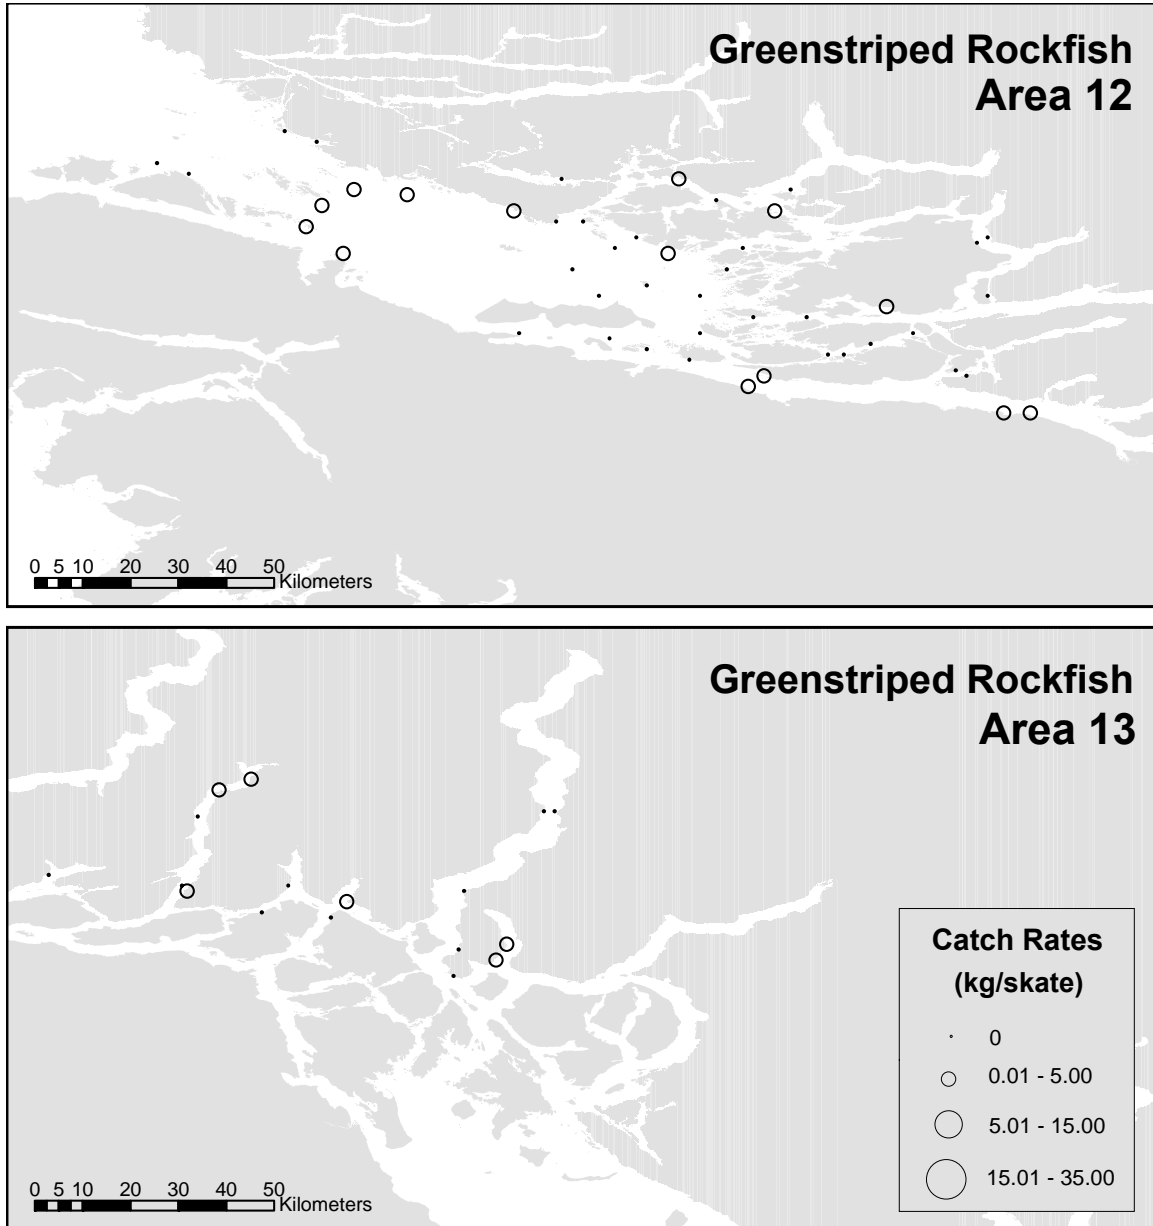 Greenstriped Rockfish
Area 12
0 5 10 20 30 40 50
Kilometers
Greenstriped Rockfish
Area 13
Catch Rates
(kg/skate)
0
0.01 - 5.00
5.01 - 15.00
15.01 - 35.00
0 5 10 20 30 40 50
Kilometers